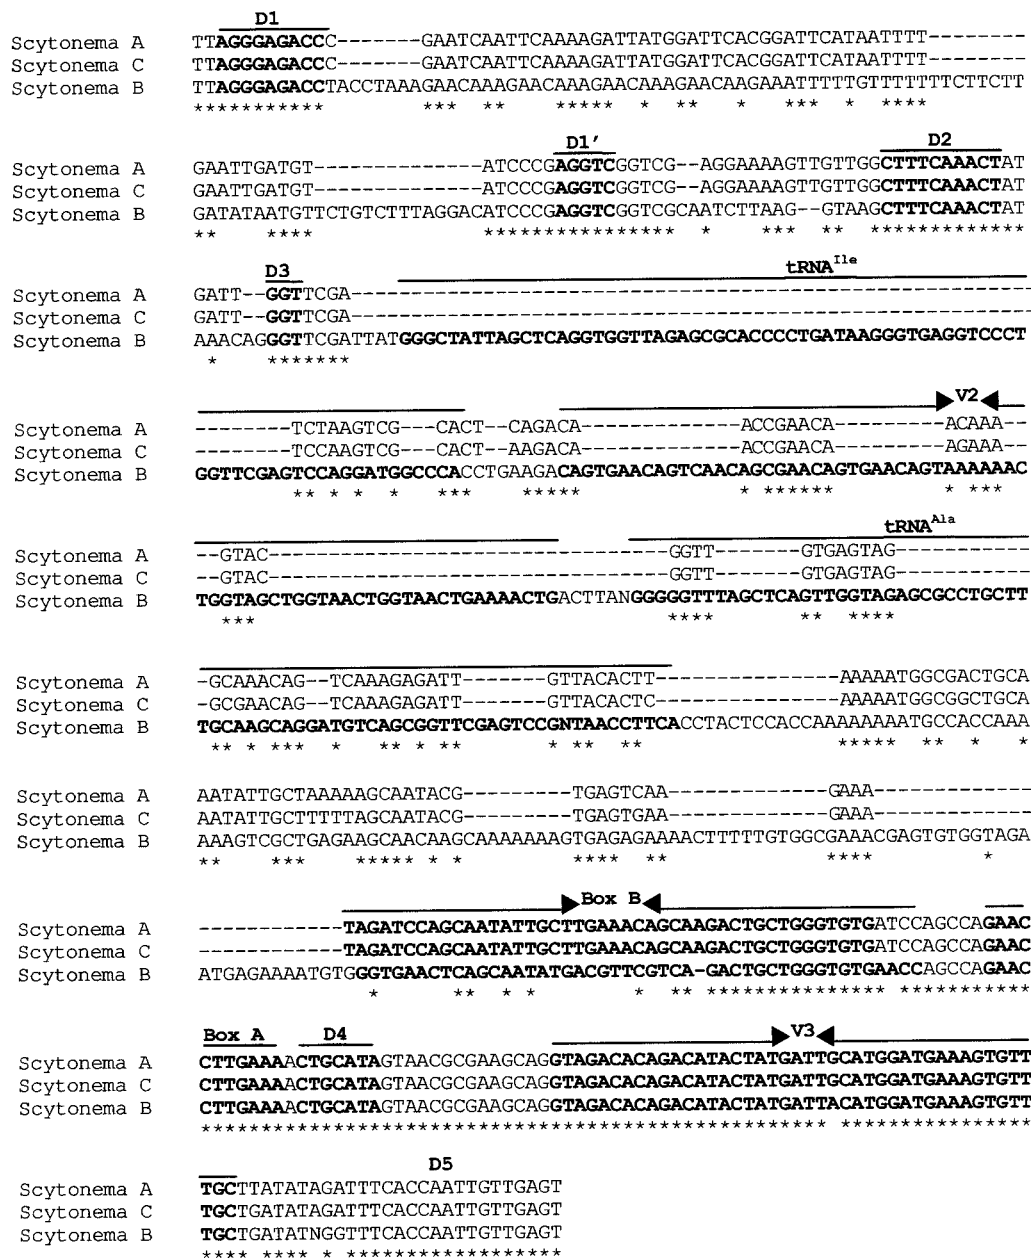 D1
Scytonema A TTAGGGAGACCC-------GAATCAATTCAAAAGATTATGGATTCACGGATTCATAATTTT--------
Scytonema C TTAGGGAGACCC-------GAATCAATTCAAAAGATTATGGATTCACGGATTCATAATTTT--------
Scytonema B TTAGGGAGACCTACCTAAAGAACAAAGAACAAAGAACAAAGAACAAGAAATTTTTGTTTTTTTCTTCTT
*********** *** ** ***** * ** * *** * ****
D1' D2
Scytonema A GAATTGATGT--------------ATCCCGAGGTCGGTCG--AGGAAAAGTTGTTGGCTTTCAAACTAT
Scytonema C GAATTGATGT--------------ATCCCGAGGTCGGTCG--AGGAAAAGTTGTTGGCTTTCAAACTAT
Scytonema B GATATAATGTTCTGTCTTTAGGACATCCCGAGGTCGGTCGCAATCTTAAG--GTAAGCTTTCAAACTAT
** **** **************** * *** ** *************
D3 tRNAIle
Scytonema A GATT--GGTTCGA--------------------------------------------------------
Scytonema C GATT--GGTTCGA--------------------------------------------------------
Scytonema B AAACAGGGTTCGATTATGGGCTATTAGCTCAGGTGGTTAGAGCGCACCCCTGATAAGGGTGAGGTCCCT
* *******
V2
Scytonema A --------TCTAAGTCG---CACT--CAGACA-------------ACCGAACA---------ACAAA--
Scytonema C --------TCCAAGTCG---CACT--AAGACA-------------ACCGAACA---------AGAAA--
Scytonema B GGTTCGAGTCCAGGATGGCCCACCTGAAGACAGTGAACAGTCAACAGCGAACAGTGAACAGTAAAAAAC
** * * * *** ***** * ****** * ***
tRNAAla
Scytonema A --GTAC---------------------------------GGTT-------GTGAGTAG-----------
Scytonema C --GTAC---------------------------------GGTT-------GTGAGTAG-----------
Scytonema B TGGTAGCTGGTAACTGGTAACTGAAAACTGACTTANGGGGGTTTAGCTCAGTTGGTAGAGCGCCTGCTT
*** **** ** ****
Scytonema A -GCAAACAG--TCAAAGAGATT-------GTTACACTT--------------AAAAATGGCGACTGCA
Scytonema C -GCGAACAG--TCAAAGAGATT-------GTTACACTC--------------AAAAATGGCGGCTGCA
Scytonema B TGCAAGCAGGATGTCAGCGGTTCGAGTCCGNTAACCTTCACCTACTCCACCAAAAAAAATGCCACCAAA
** * *** * ** * ** * ** ** ***** ** * *
Scytonema A AATATTGCTAAAAAGCAATACG---------TGAGTCAA-------------GAAA-------------
Scytonema C AATATTGCTTTTTAGCAATACG---------TGAGTGAA-------------GAAA-------------
Scytonema B AAAGTCGCTGAGAAGCAACAAGCAAAAAAAGTGAGAGAAAACTTTTTGTGGCGAAACGAGTGTGGTAGA
** *** ***** * * **** ** **** *
Box B
Scytonema A ------------TAGATCCAGCAATATTGCTTGAAACAGCAAGACTGCTGGGTGTGATCCAGCCAGAAC
Scytonema C ------------TAGATCCAGCAATATTGCTTGAAACAGCAAGACTGCTGGGTGTGATCCAGCCAGAAC
Scytonema B ATGAGAAAATGTGGGTGAACTCAGCAATATGACGTTCGTCA-GACTGCTGGGTGTGAACCAGCCAGAAC
* ** * * * ** *************** ***********
Box A D4 V3
Scytonema A CTTGAAAACTGCATAGTAACGCGAAGCAGGTAGACACAGACATACTATGATTGCATGGATGAAAGTGTT
Scytonema C CTTGAAAACTGCATAGTAACGCGAAGCAGGTAGACACAGACATACTATGATTGCATGGATGAAAGTGTT
Scytonema B CTTGAAAACTGCATAGTAACGCGAAGCAGGTAGACACAGACATACTATGATTACATGGATGAAAGTGTT
**************************************************** ****************
D5
Scytonema A TGCTTATATAGATTTCACCAATTGTTGAGT
Scytonema C TGCTGATATAGATTTCACCAATTGTTGAGT
Scytonema B TGCTGATATNGGTTTCACCAATTGTTGAGT
**** **** * ******************